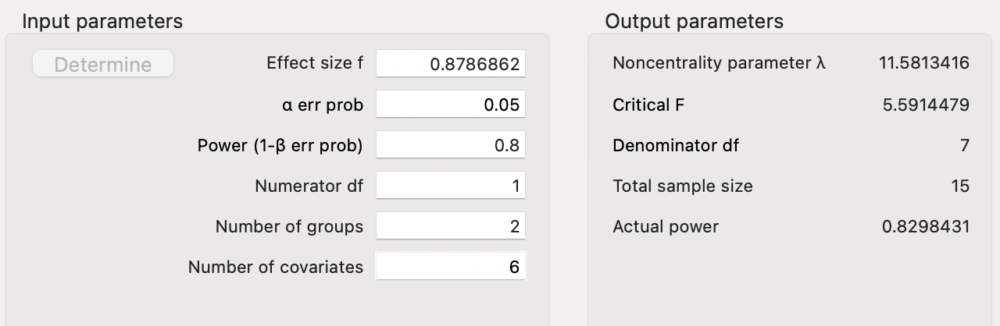 Input parameters
Determine
Effect size f 0.8786862
α err prob 0.05
Power (1-β err prob) 0.8
Numerator df 1
Number of groups 2
Number of covariates 6
Output parameters
Noncentrality parameter λ 11.5813416
Critical F 5.5914479
Denominator df 7
Total sample size 15
Actual power 0.8298431